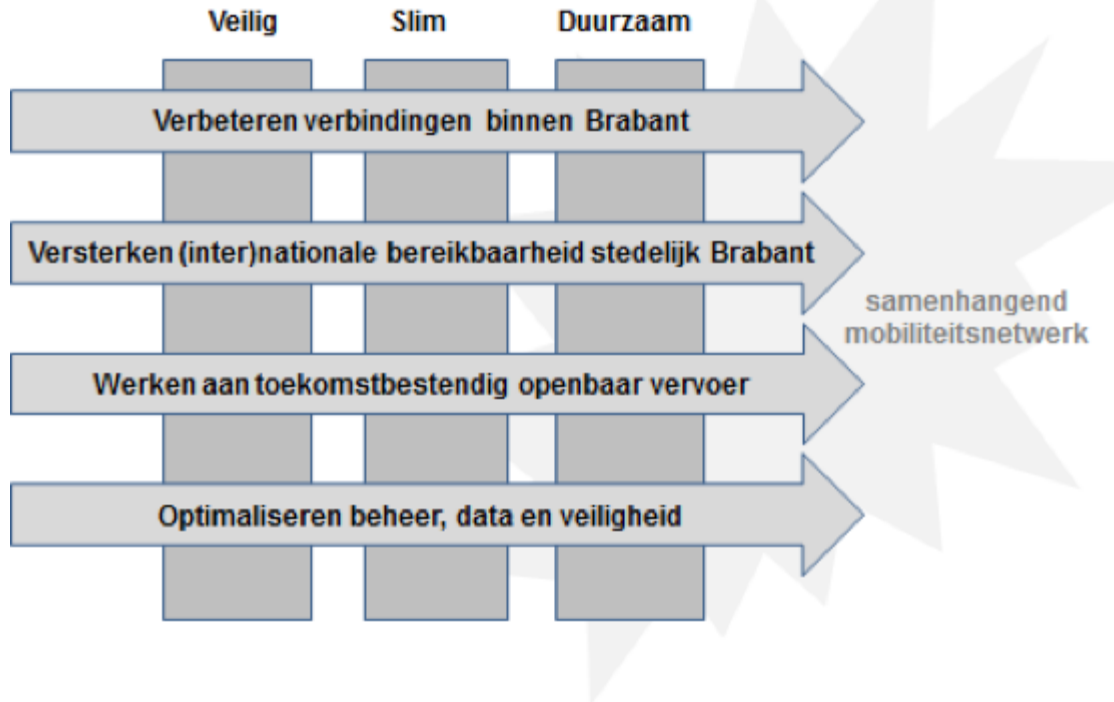 Veilig Slim Duurzaam
Verbeteren verbindingen binnen Brabant
Versterken (inter)nationale bereikbaarheid stedelijk Brabant
samenhangend
mobiliteitsnetwerk
Werken aan toekomstbestendig openbaar vervoer
Optimaliseren beheer, data en veiligheid